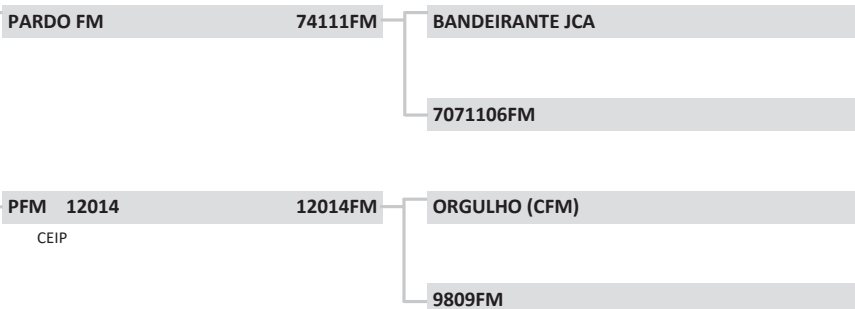 PARDO FM 74111FM BANDEIRANTE JCA
7071106FM
PFM 12014 12014FM ORGULHO (CFM)
CEIP
9809FM